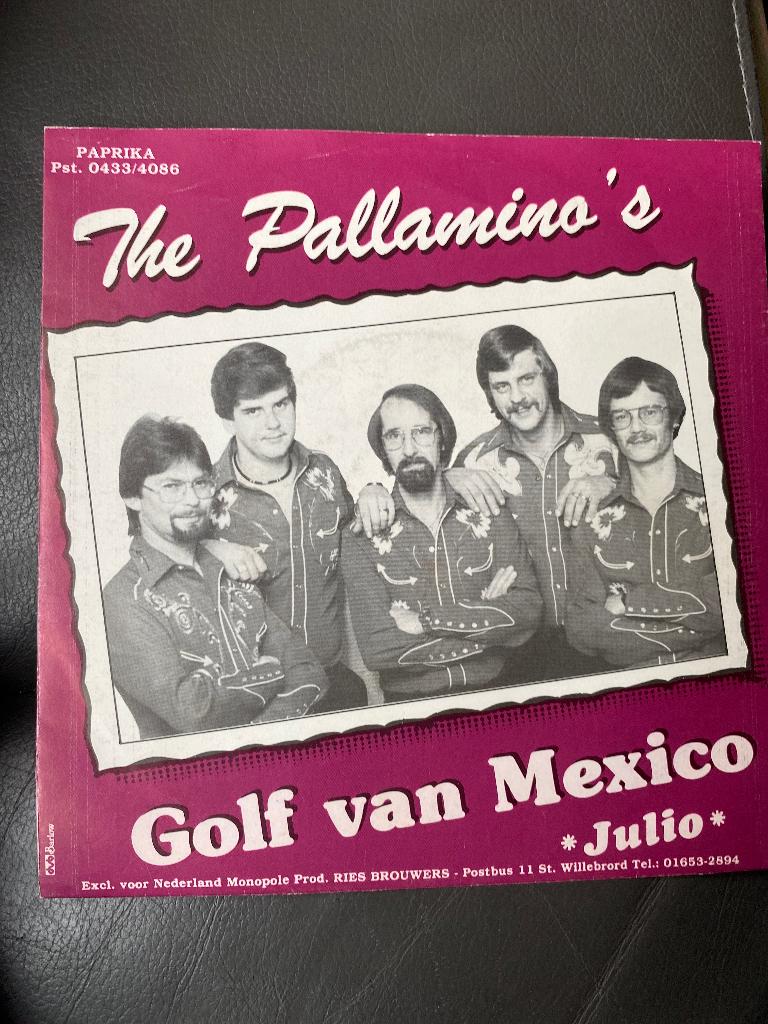 PAPRIKA
Pst. 0433/4086
The Pallamino's
Golf van Mexico
*Julio*
Barlow
Excl. voor Nederland Monopole Prod. RIES BROUWERS - Postbus 11 St. Willebrord Tel.: 01653-2894